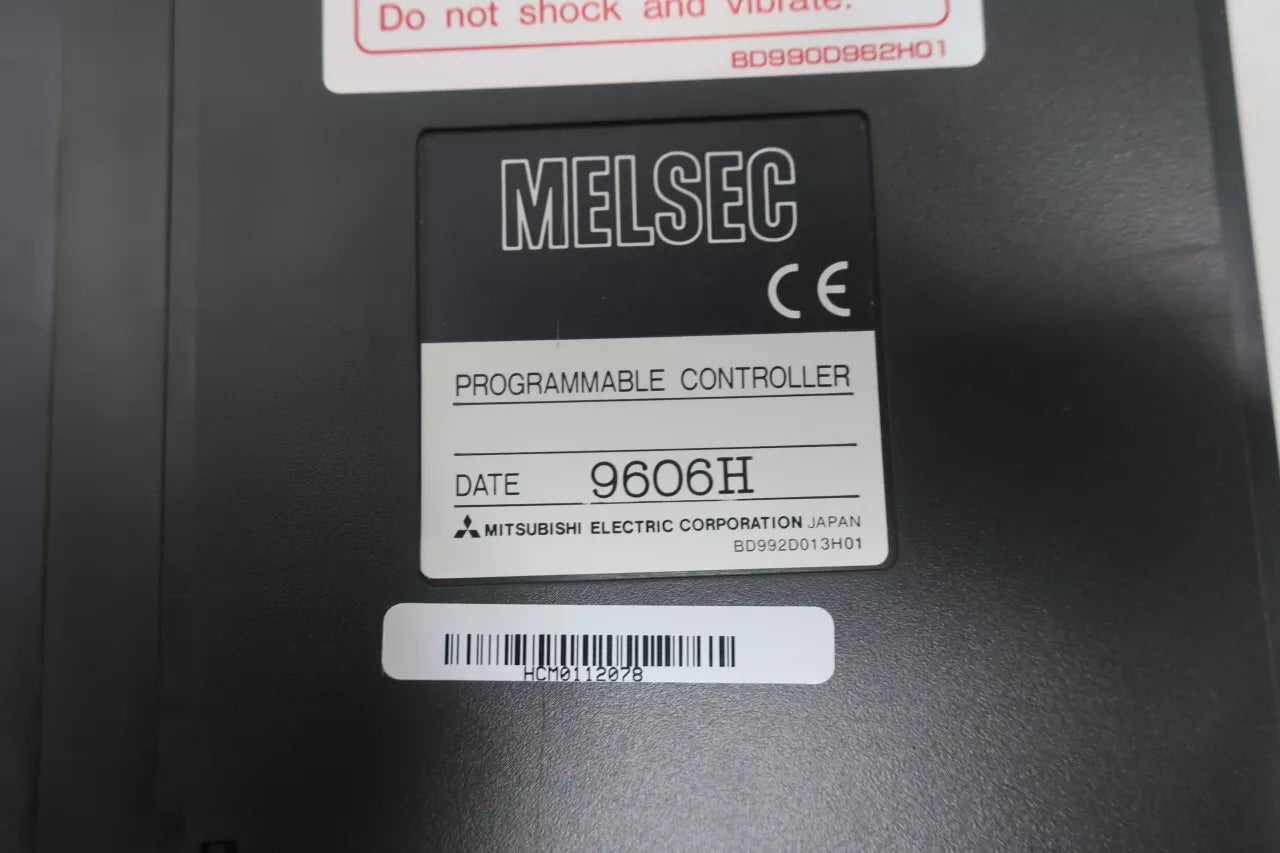 Do not shock and vibrate.
BD990D962H01
MELSEC
CE
PROGRAMMABLE CONTROLLER
DATE 9606H
MITSUBISHI ELECTRIC CORPORATION JAPAN
BD992D013H01
HCM0112078